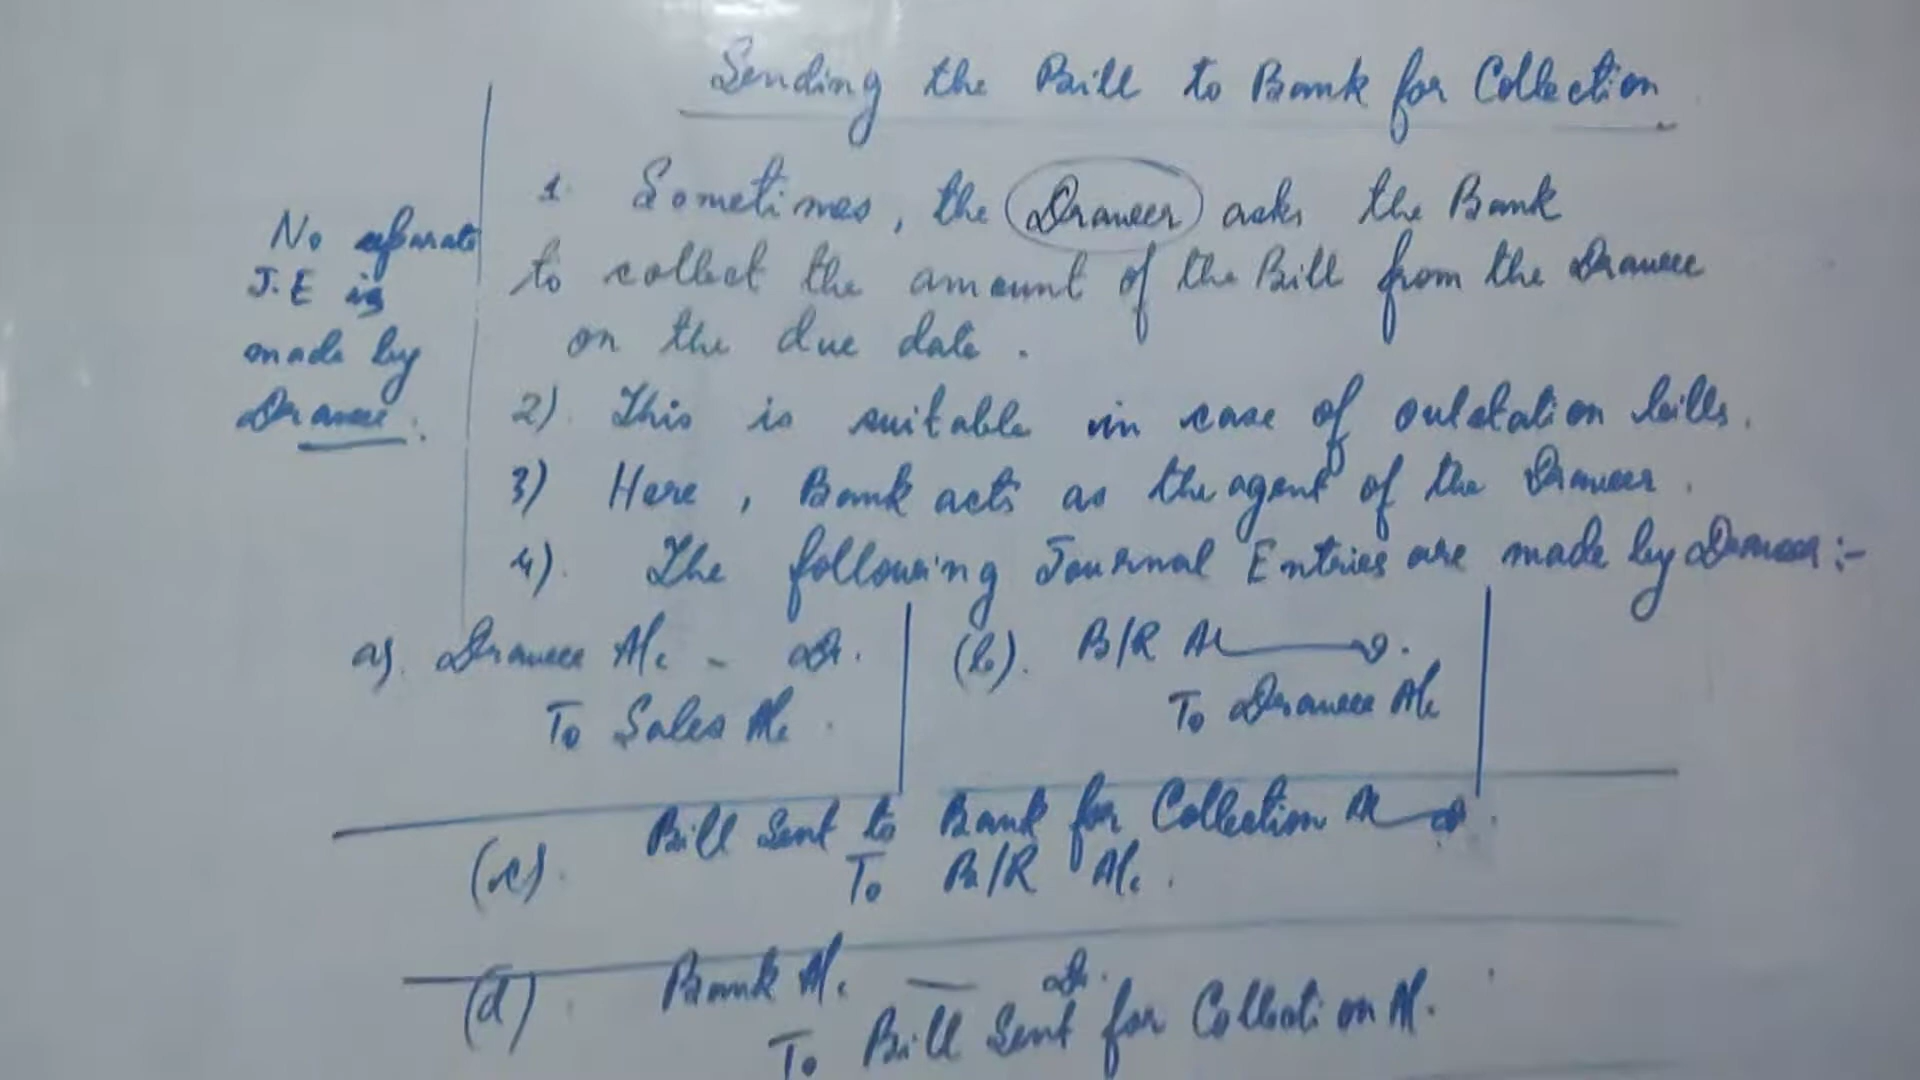 Sending the Bill to Bank for Collection
No separate
J.E is
made by
Drawee.
1. Sometimes, the Drawer asks the Bank
to collect the amount of the Bill from the Drawee
on the due date.
2). This is suitable in case of outstation bills.
3) Here, Bank acts as the agent of the Drawer.
4). The following Journal Entries are made by Drawer :-
a). Drawee A/c - Dr.
To Sales A/c.
(b). B/R A/c Dr.
To Drawee A/c
(c). Bill Sent to Bank for Collection A/c Dr.
To B/R A/c.
(d). Bank A/c. — Dr.
To Bill Sent for Collection A/c.